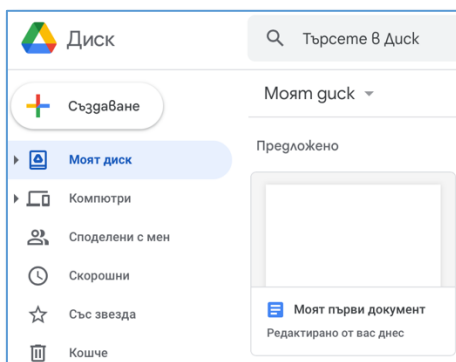 Диск
Търсете в Диск
Създаване
Моят диск
Моят диск
Предложено
Компютри
Споделени с мен
Скорошни
Със звезда
Моят първи документ
Редактирано от вас днес
Кошче